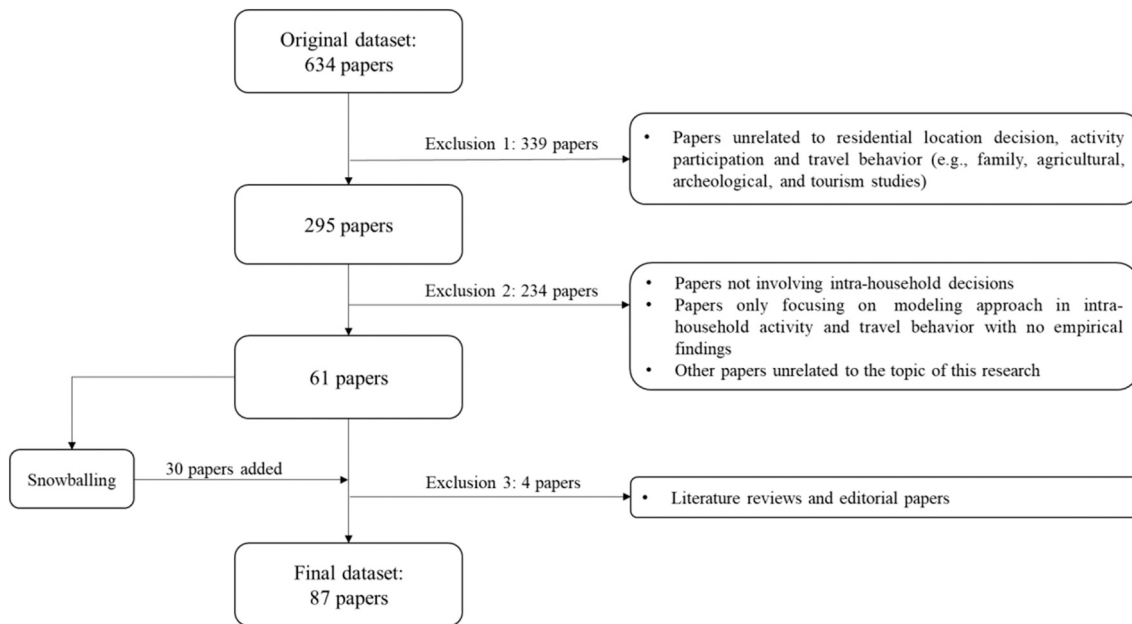 Original dataset:
634 papers
Exclusion 1: 339 papers
• Papers unrelated to residential location decision, activity
participation and travel behavior (e.g., family, agricultural,
archeological, and tourism studies)
295 papers
Exclusion 2: 234 papers
• Papers not involving intra-household decisions
• Papers only focusing on modeling approach in intra-
household activity and travel behavior with no empirical
findings
• Other papers unrelated to the topic of this research
61 papers
Snowballing
30 papers added
Exclusion 3: 4 papers
• Literature reviews and editorial papers
Final dataset:
87 papers